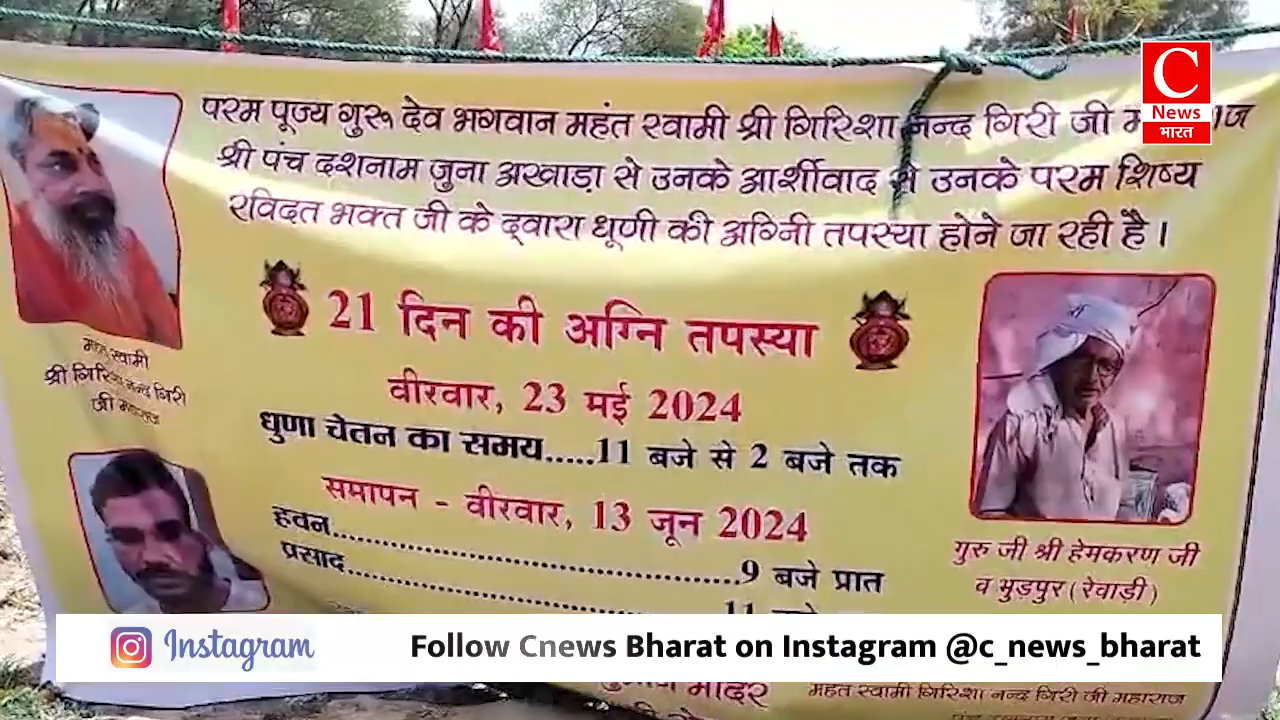 परम पूज्य गुरू देव भगवान महंत स्वामी श्री गिरिशा नन्द गिरी जी
श्री पंच दशनाम जुना अखाड़ा से उनके आर्शीवाद से उनके परम शिष्य
रविदत भक्त जी के द्वारा धूणी की अग्नि तपस्या होने जा रही है।
21 दिन की अग्नि तपस्या
वीरवार, 23 मई 2024
धुणा चेतन का समय.....11 बजे से 2 बजे तक
समापन - वीरवार, 13 जून 2024
हवन..........................................9 बजे प्रात
प्रसाद..........................................11
महंत स्वामी
श्री गिरिशा नन्द गिरी
जी महाराज
गुरु जी श्री हेमकरण जी
व भुडपुर (रेवाड़ी)
मंदिर
महंत स्वामी गिरिशा नन्द गिरी जी महाराज
C
News
भारत
Instagram
Follow Cnews Bharat on Instagram @c_news_bharat